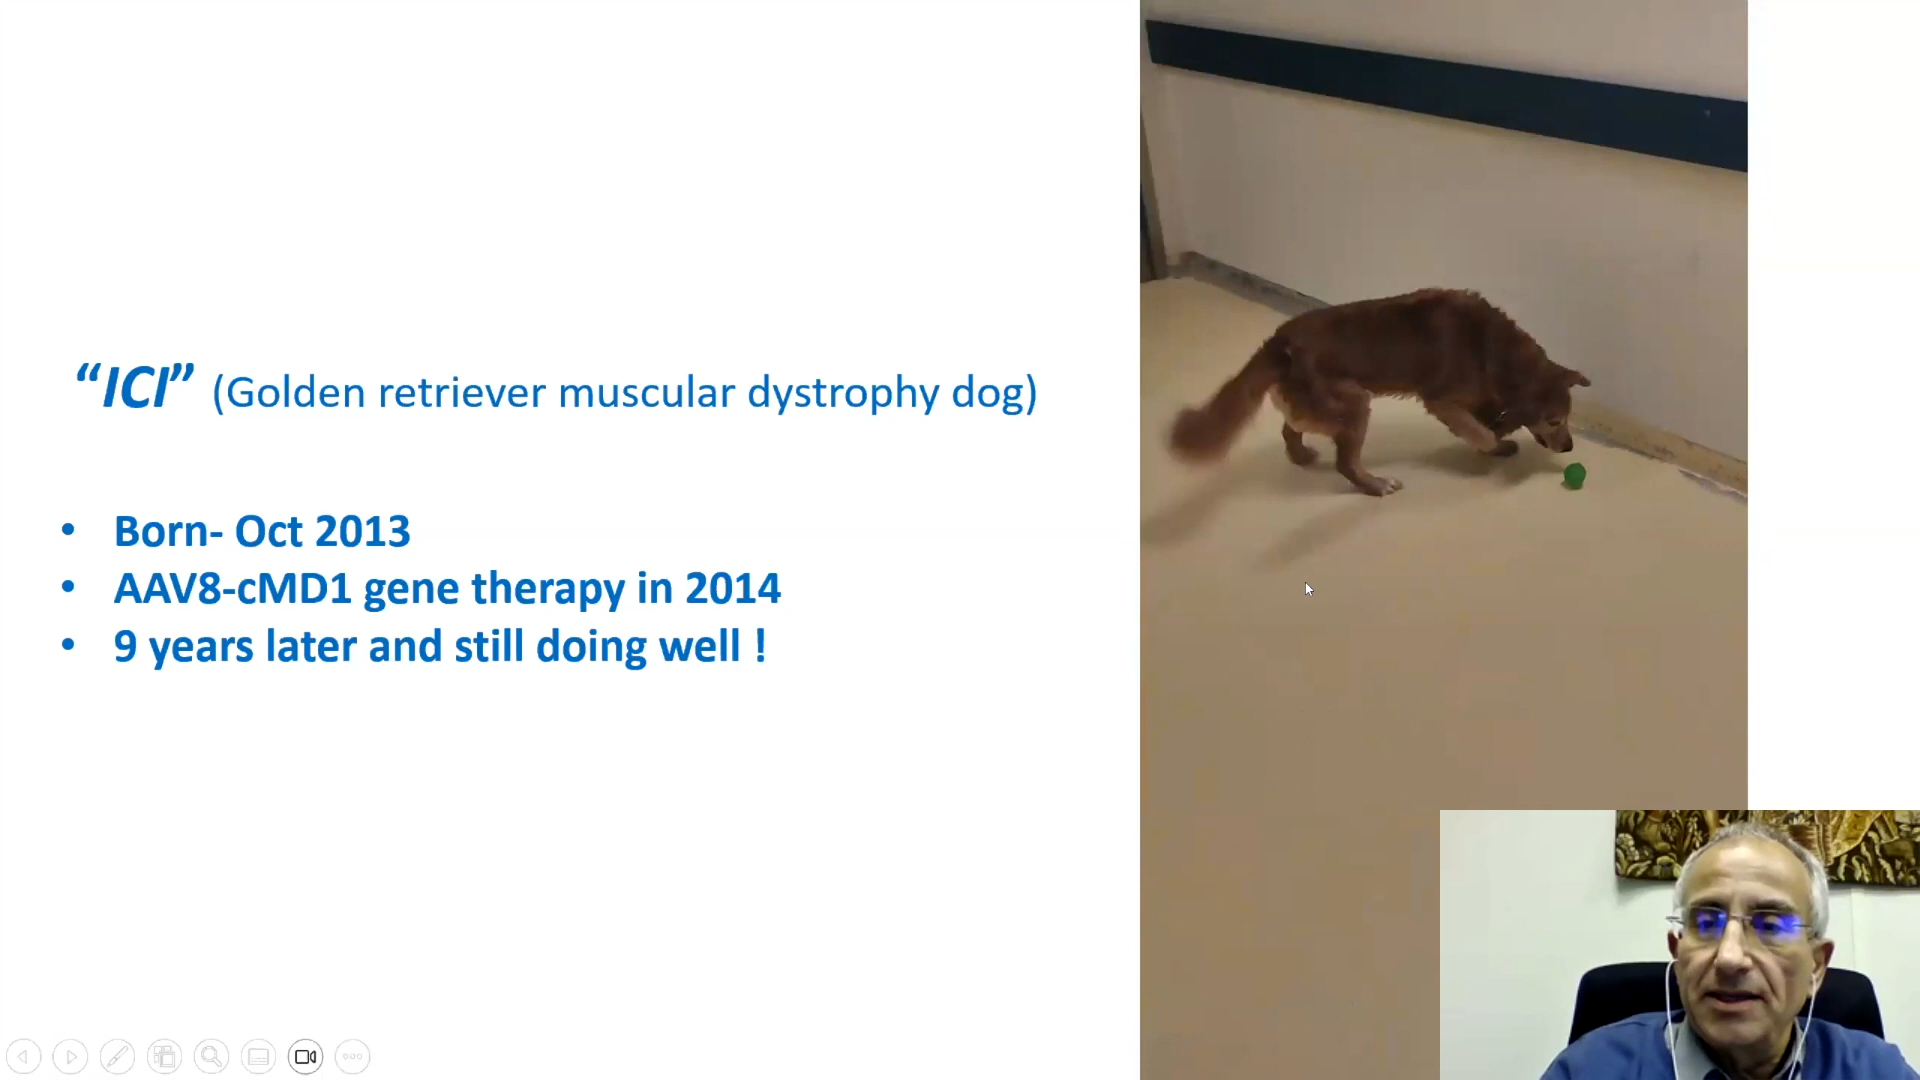 “ICI” (Golden retriever muscular dystrophy dog)
• Born- Oct 2013
• AAV8-cMD1 gene therapy in 2014
• 9 years later and still doing well !